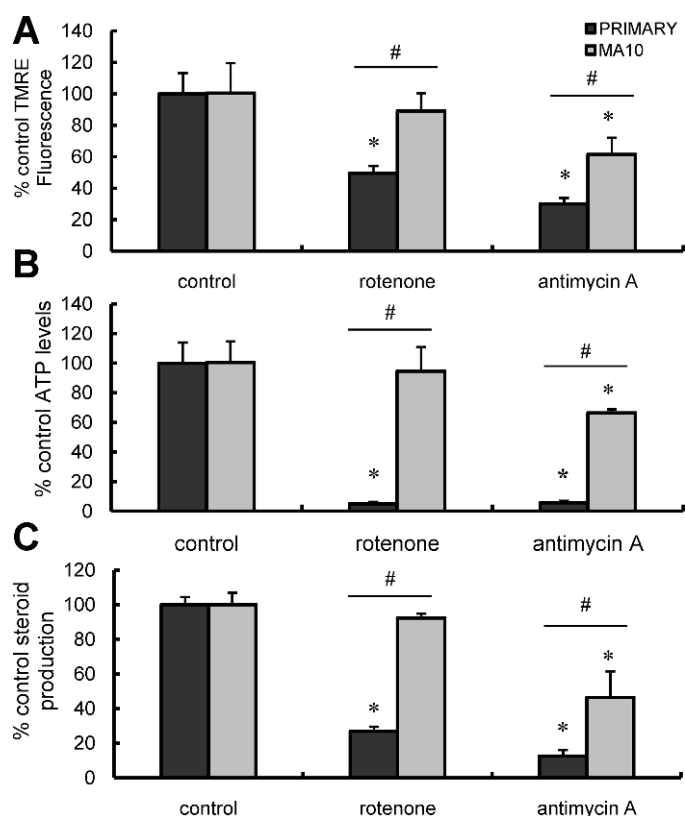 A
PRIMARY
MA10
% control TMRE
Fluorescence
140
120
100
80
60
40
20
0
#
#
*
*
*
control rotenone antimycin A
B
% control ATP levels
140
120
100
80
60
40
20
0
#
#
*
*
*
control rotenone antimycin A
C
% control steroid
production
120
100
80
60
40
20
0
#
#
*
*
*
control rotenone antimycin A